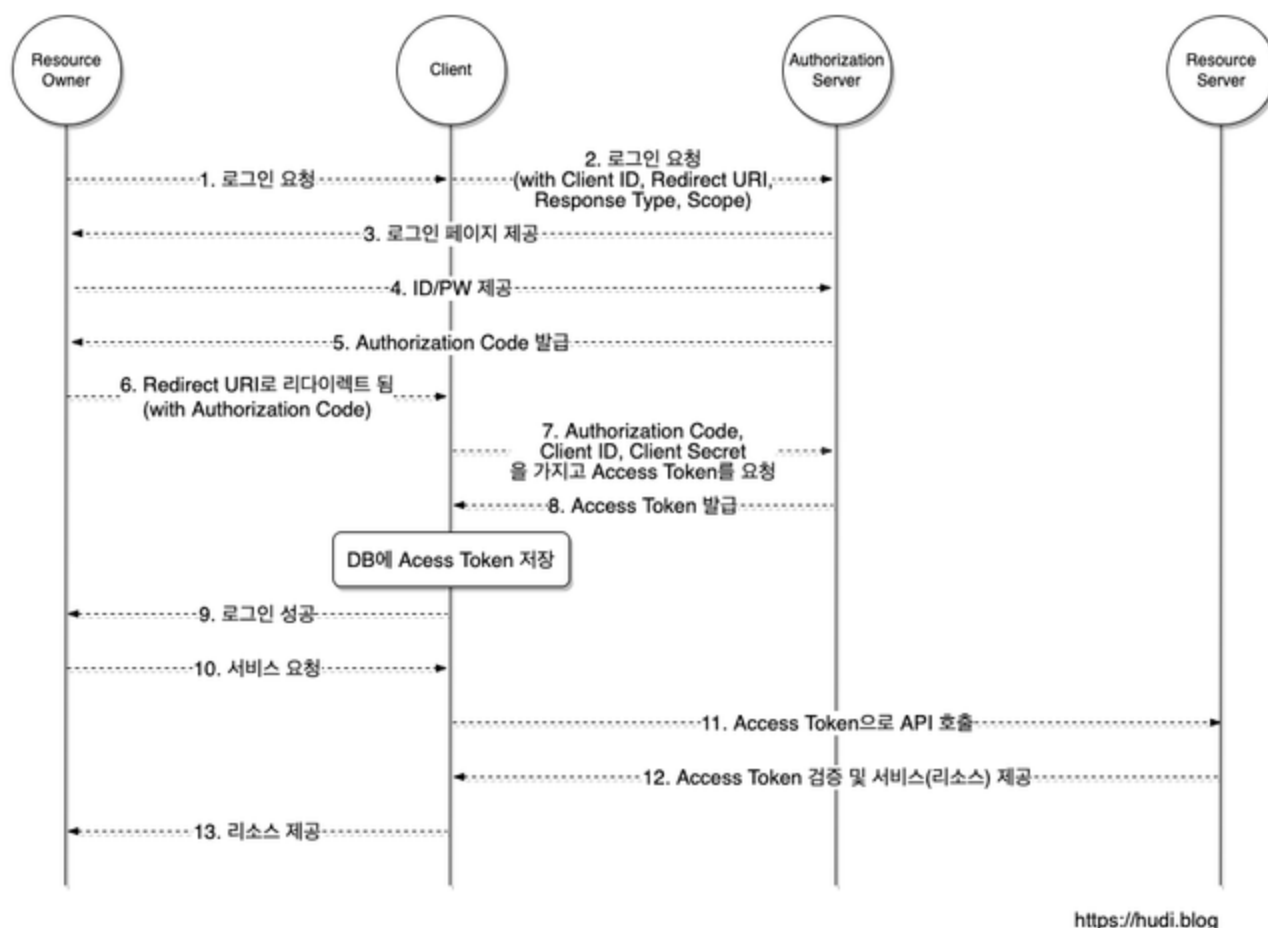 Resource
Owner
Client
Authorization
Server
Resource
Server
1. 로그인 요청
2. 로그인 요청
(with Client ID, Redirect URI,
Response Type, Scope)
3. 로그인 페이지 제공
4. ID/PW 제공
5. Authorization Code 발급
6. Redirect URI로 리다이렉트 됨
(with Authorization Code)
7. Authorization Code,
Client ID, Client Secret
을 가지고 Access Token를 요청
8. Access Token 발급
DB에 Acess Token 저장
9. 로그인 성공
10. 서비스 요청
11. Access Token으로 API 호출
12. Access Token 검증 및 서비스(리소스) 제공
13. 리소스 제공
https://hudi.blog